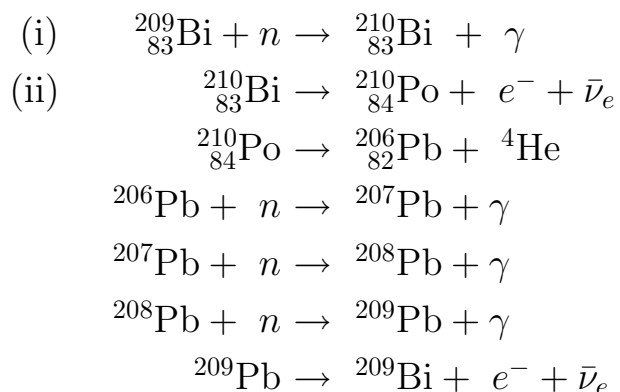 (i) ²⁰⁹₈₃Bi + n → ²¹⁰₈₃Bi + γ
(ii) ²¹⁰₈₃Bi → ²¹⁰₈₄Po + e⁻ + ν̄ₑ
²¹⁰₈₄Po → ²⁰⁶₈₂Pb + ⁴He
²⁰⁶Pb + n → ²⁰⁷Pb + γ
²⁰⁷Pb + n → ²⁰⁸Pb + γ
²⁰⁸Pb + n → ²⁰⁹Pb + γ
²⁰⁹Pb → ²⁰⁹Bi + e⁻ + ν̄ₑ